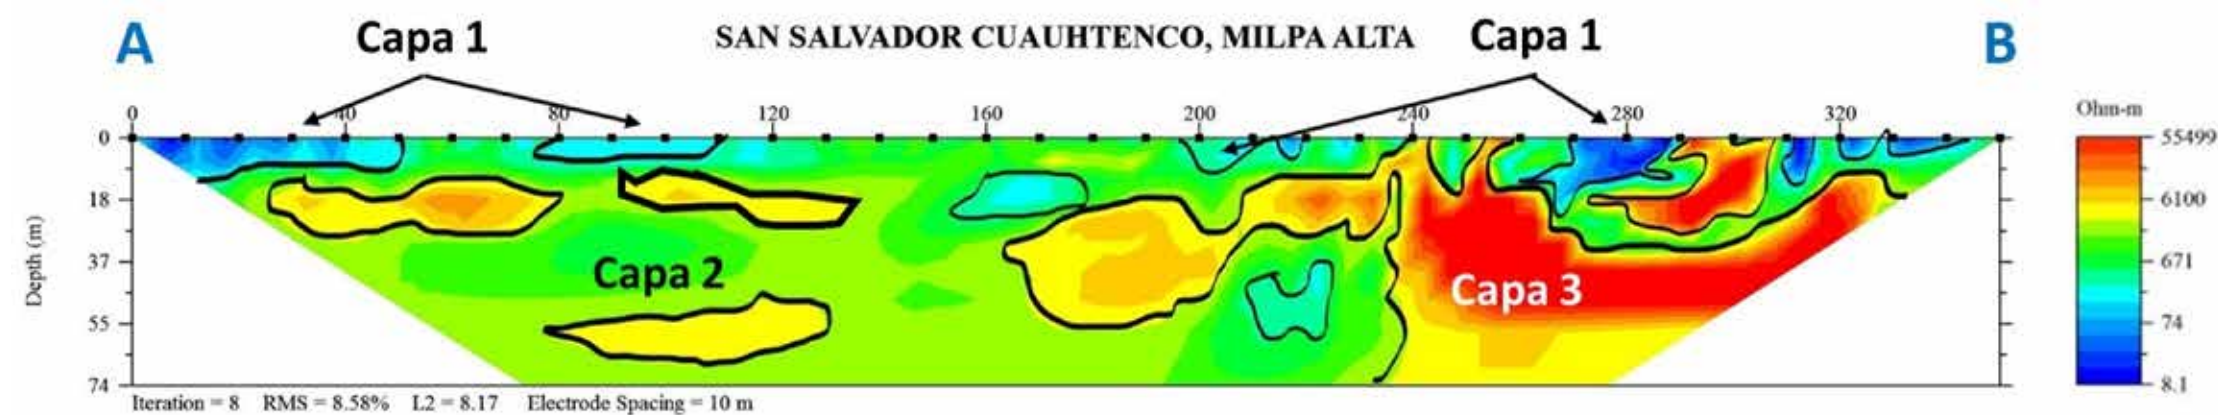 A
Capa 1
SAN SALVADOR CUAUHTENCO, MILPA ALTA
Capa 1
B
0 40 80 120 160 200 240 280 320
Ohm-m
Depth (m)
0
18
37
55
74
Capa 2
Capa 3
55499
6100
671
74
8.1
Iteration = 8 RMS = 8.58% L2 = 8.17 Electrode Spacing = 10 m